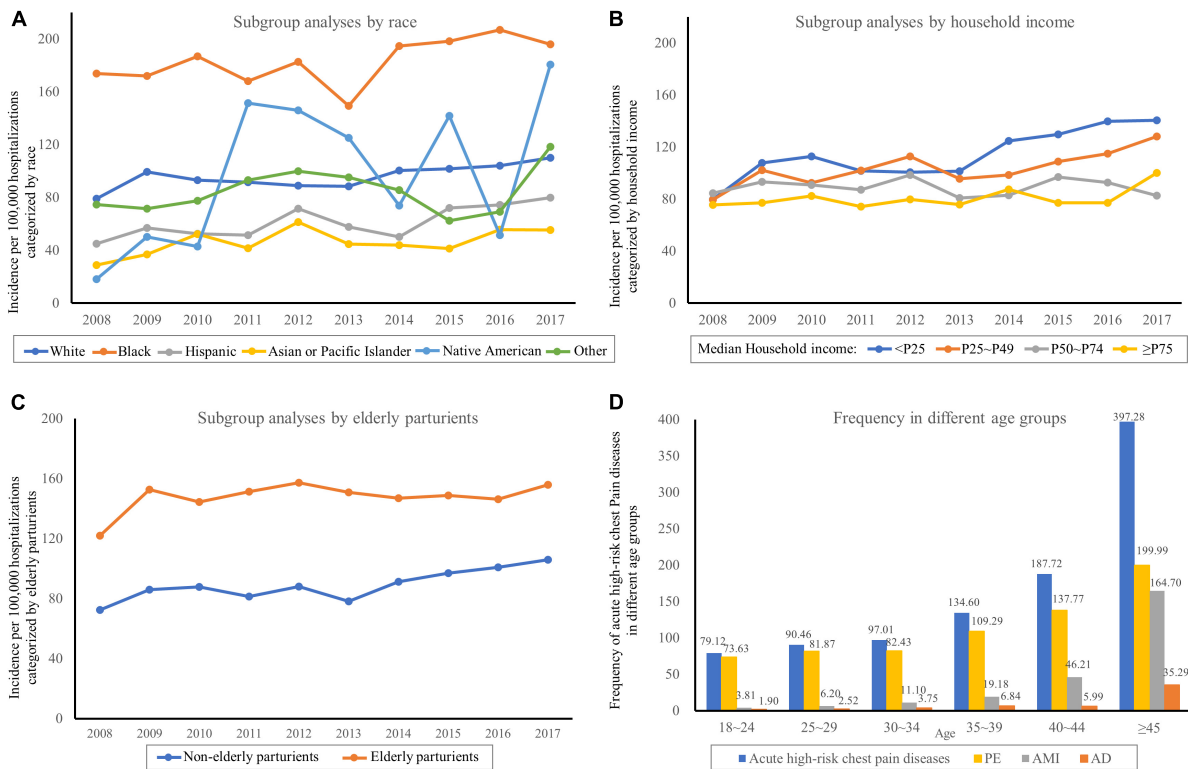 A
Subgroup analyses by race
Incidence per 100,000 hospitalizations
categorized by race
200
160
120
80
40
0
2008 2009 2010 2011 2012 2013 2014 2015 2016 2017
White Black Hispanic Asian or Pacific Islander Native American Other
B
Subgroup analyses by household income
Incidence per 100,000 hospitalizations
categorized by household income
200
160
120
80
40
0
2008 2009 2010 2011 2012 2013 2014 2015 2016 2017
Median Household income: <P25 P25~P49 P50~P74 ≥P75
C
Subgroup analyses by elderly parturients
Incidence per 100,000 hospitalizations
categorized by elderly parturients
200
160
120
80
40
0
2008 2009 2010 2011 2012 2013 2014 2015 2016 2017
Non-elderly parturients Elderly parturients
D
Frequency in different age groups
Frequency of acute high-risk chest Pain diseases
in different age groups
400
350
300
250
200
150
100
50
0
79.12 73.63 3.81 1.90
90.46 81.87 6.20 2.52
97.01 82.43 11.10 3.75
134.60 109.29 19.18 6.84
187.72 137.77 46.21 5.99
397.28 199.99 164.70 35.29
18~24 25~29 30~34 35~39 40~44 ≥45
Age
Acute high-risk chest pain diseases PE AMI AD